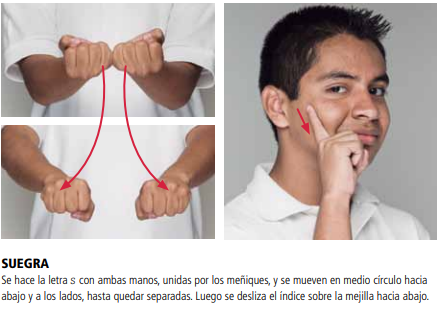 SUEGRA
Se hace la letra s con ambas manos, unidas por los meñiques, y se mueven en medio círculo hacia
abajo y a los lados, hasta quedar separadas. Luego se desliza el índice sobre la mejilla hacia abajo.